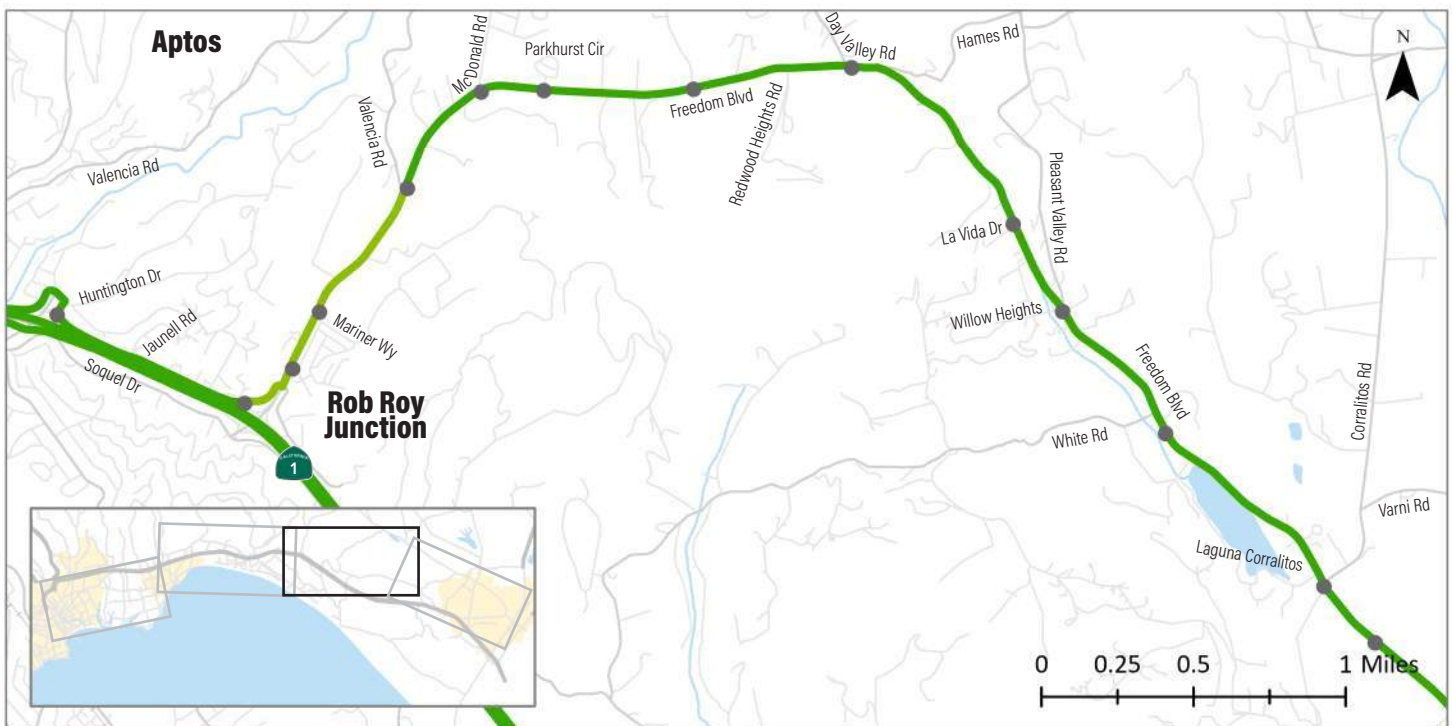 Aptos
McDonald Rd
Parkhurst Cir
Day Valley Rd
Hames Rd
N
Valencia Rd
Valencia Rd
Freedom Blvd
Redwood Heights Rd
Pleasant Valley Rd
La Vida Dr
Huntington Dr
Jaunell Rd
Soquel Dr
Mariner Wy
Willow Heights
Freedom Blvd
Rob Roy
Junction
Corralitos Rd
White Rd
CALIFORNIA
1
Varni Rd
Laguna Corralitos
0 0.25 0.5 1 Miles